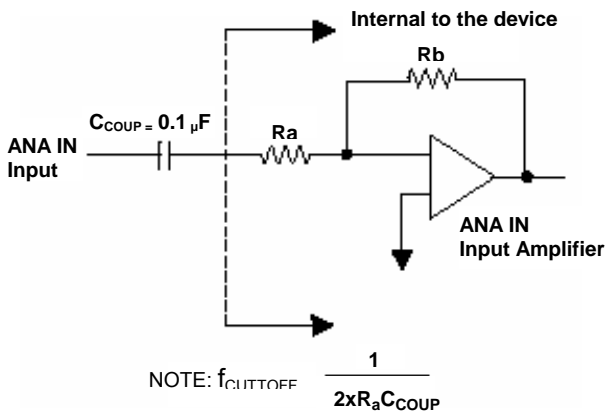 Internal to the device
Rb
CCOUP = 0.1 µF
Ra
ANA IN
Input
ANA IN
Input Amplifier
NOTE: fCUTTOFF
1
2xRaCCOUP